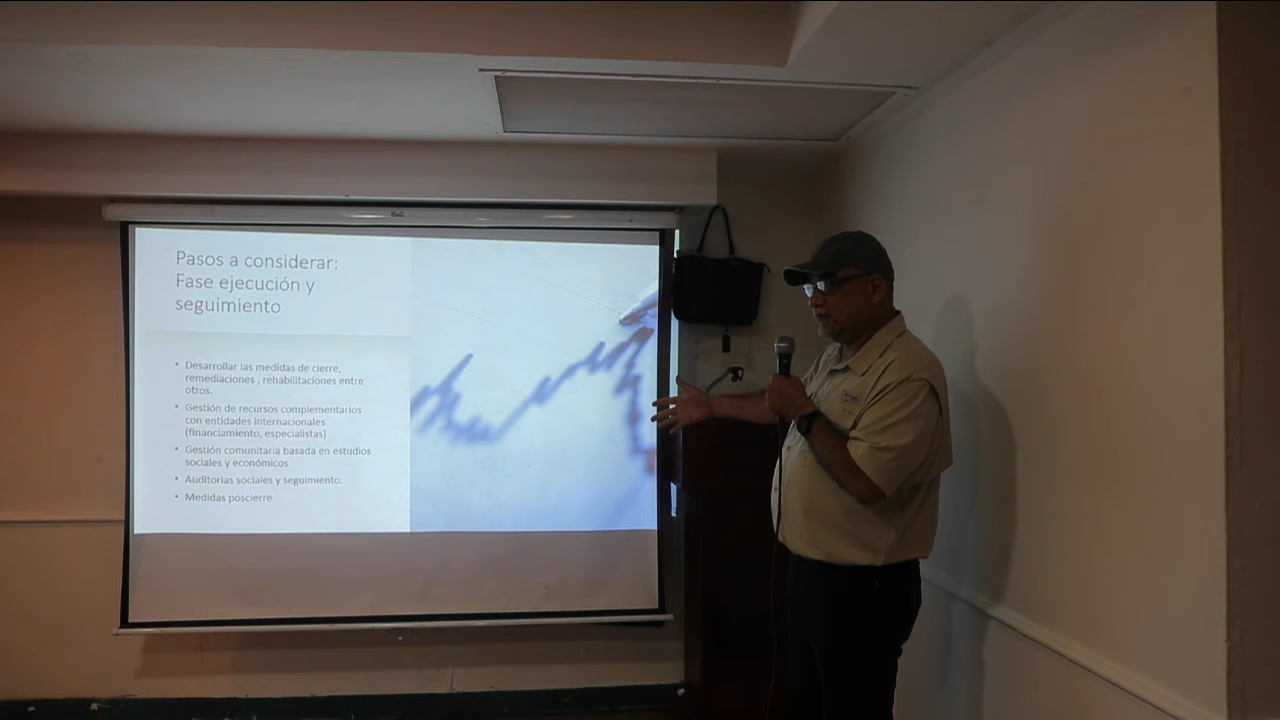 Pasos a considerar:
Fase ejecución y
seguimiento
• Desarrollar las medidas de cierre,
remediaciones , rehabilitaciones entre
otros.
• Gestión de recursos complementarios
con entidades internacionales
(financiamiento, especialistas)
• Gestión comunitaria basada en estudios
sociales y económicos
• Auditorias sociales y seguimiento.
• Medidas poscierre